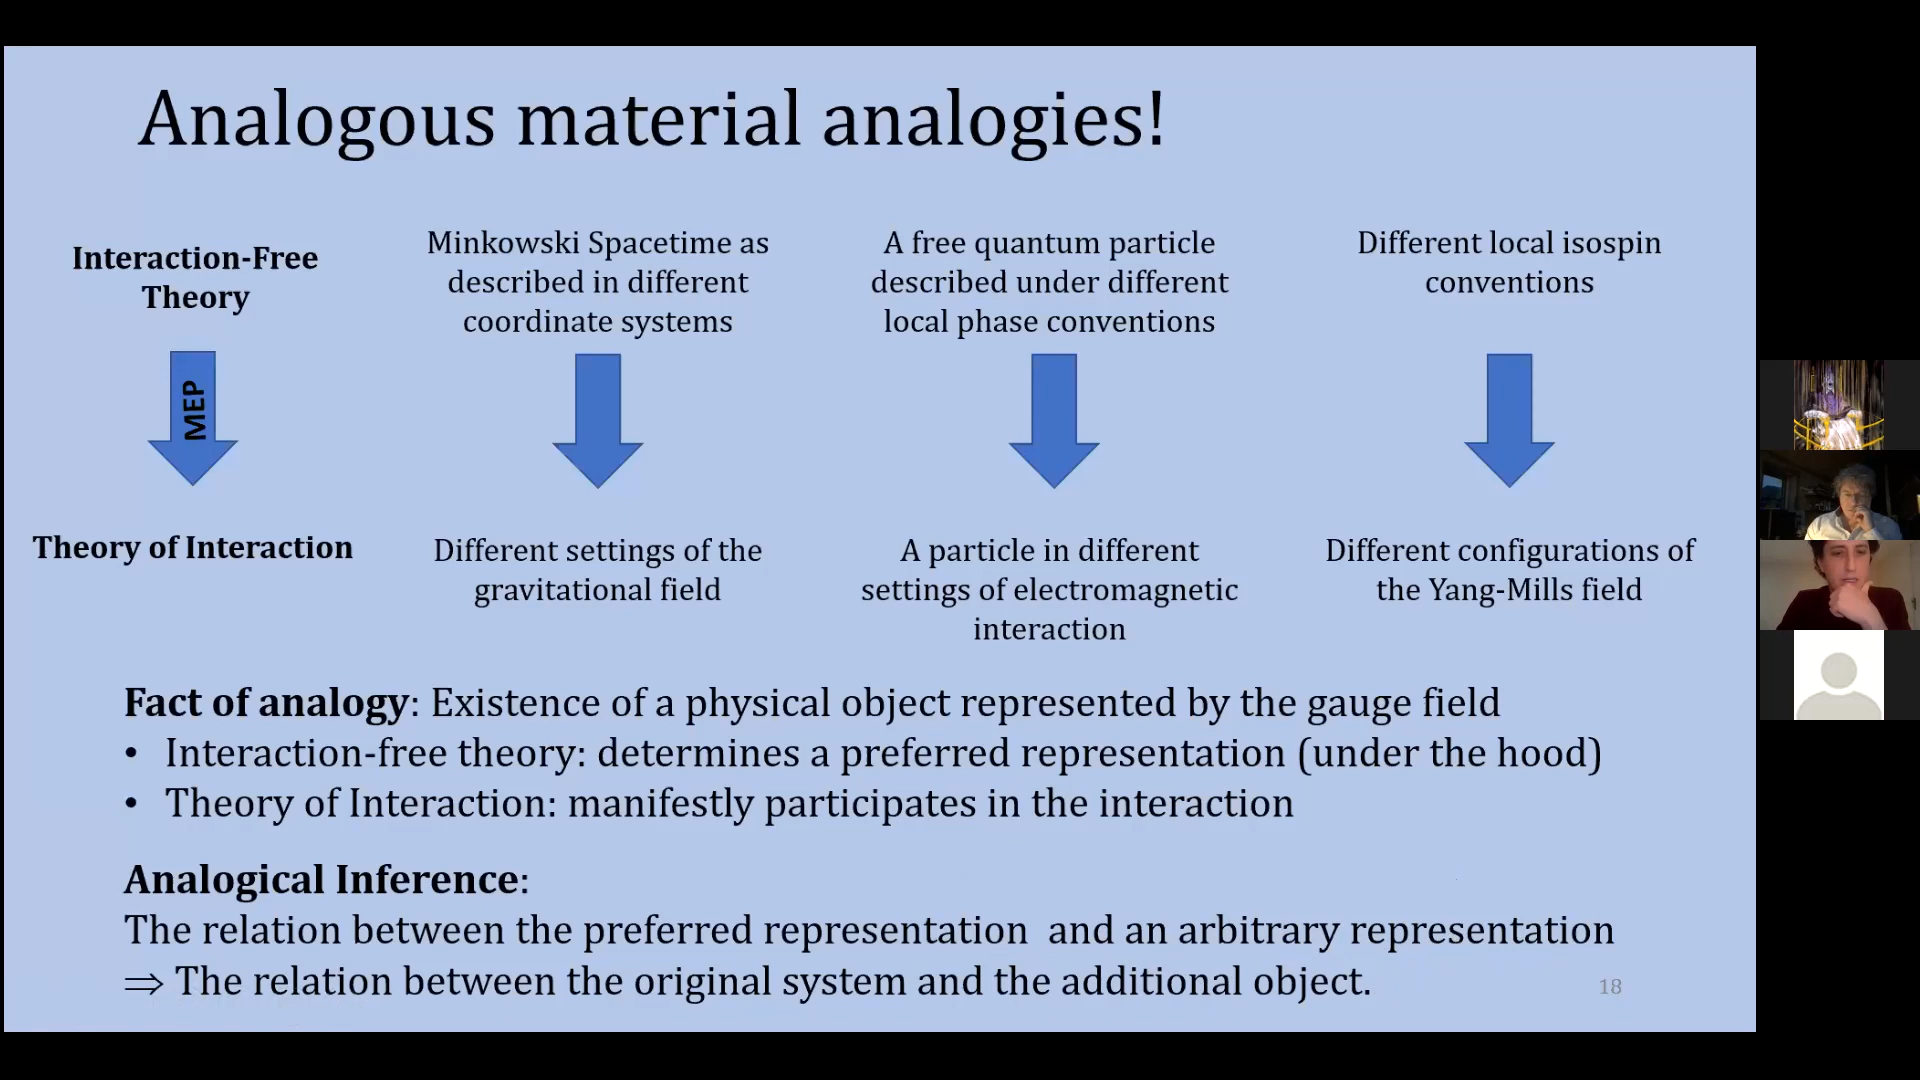 Analogous material analogies!
Interaction-Free
Theory
MEP
Theory of Interaction
Minkowski Spacetime as
described in different
coordinate systems
Different settings of the
gravitational field
A free quantum particle
described under different
local phase conventions
A particle in different
settings of electromagnetic
interaction
Different local isospin
conventions
Different configurations of
the Yang-Mills field
Fact of analogy: Existence of a physical object represented by the gauge field
• Interaction-free theory: determines a preferred representation (under the hood)
• Theory of Interaction: manifestly participates in the interaction
Analogical Inference:
The relation between the preferred representation  and an arbitrary representation
⇒ The relation between the original system and the additional object.
18